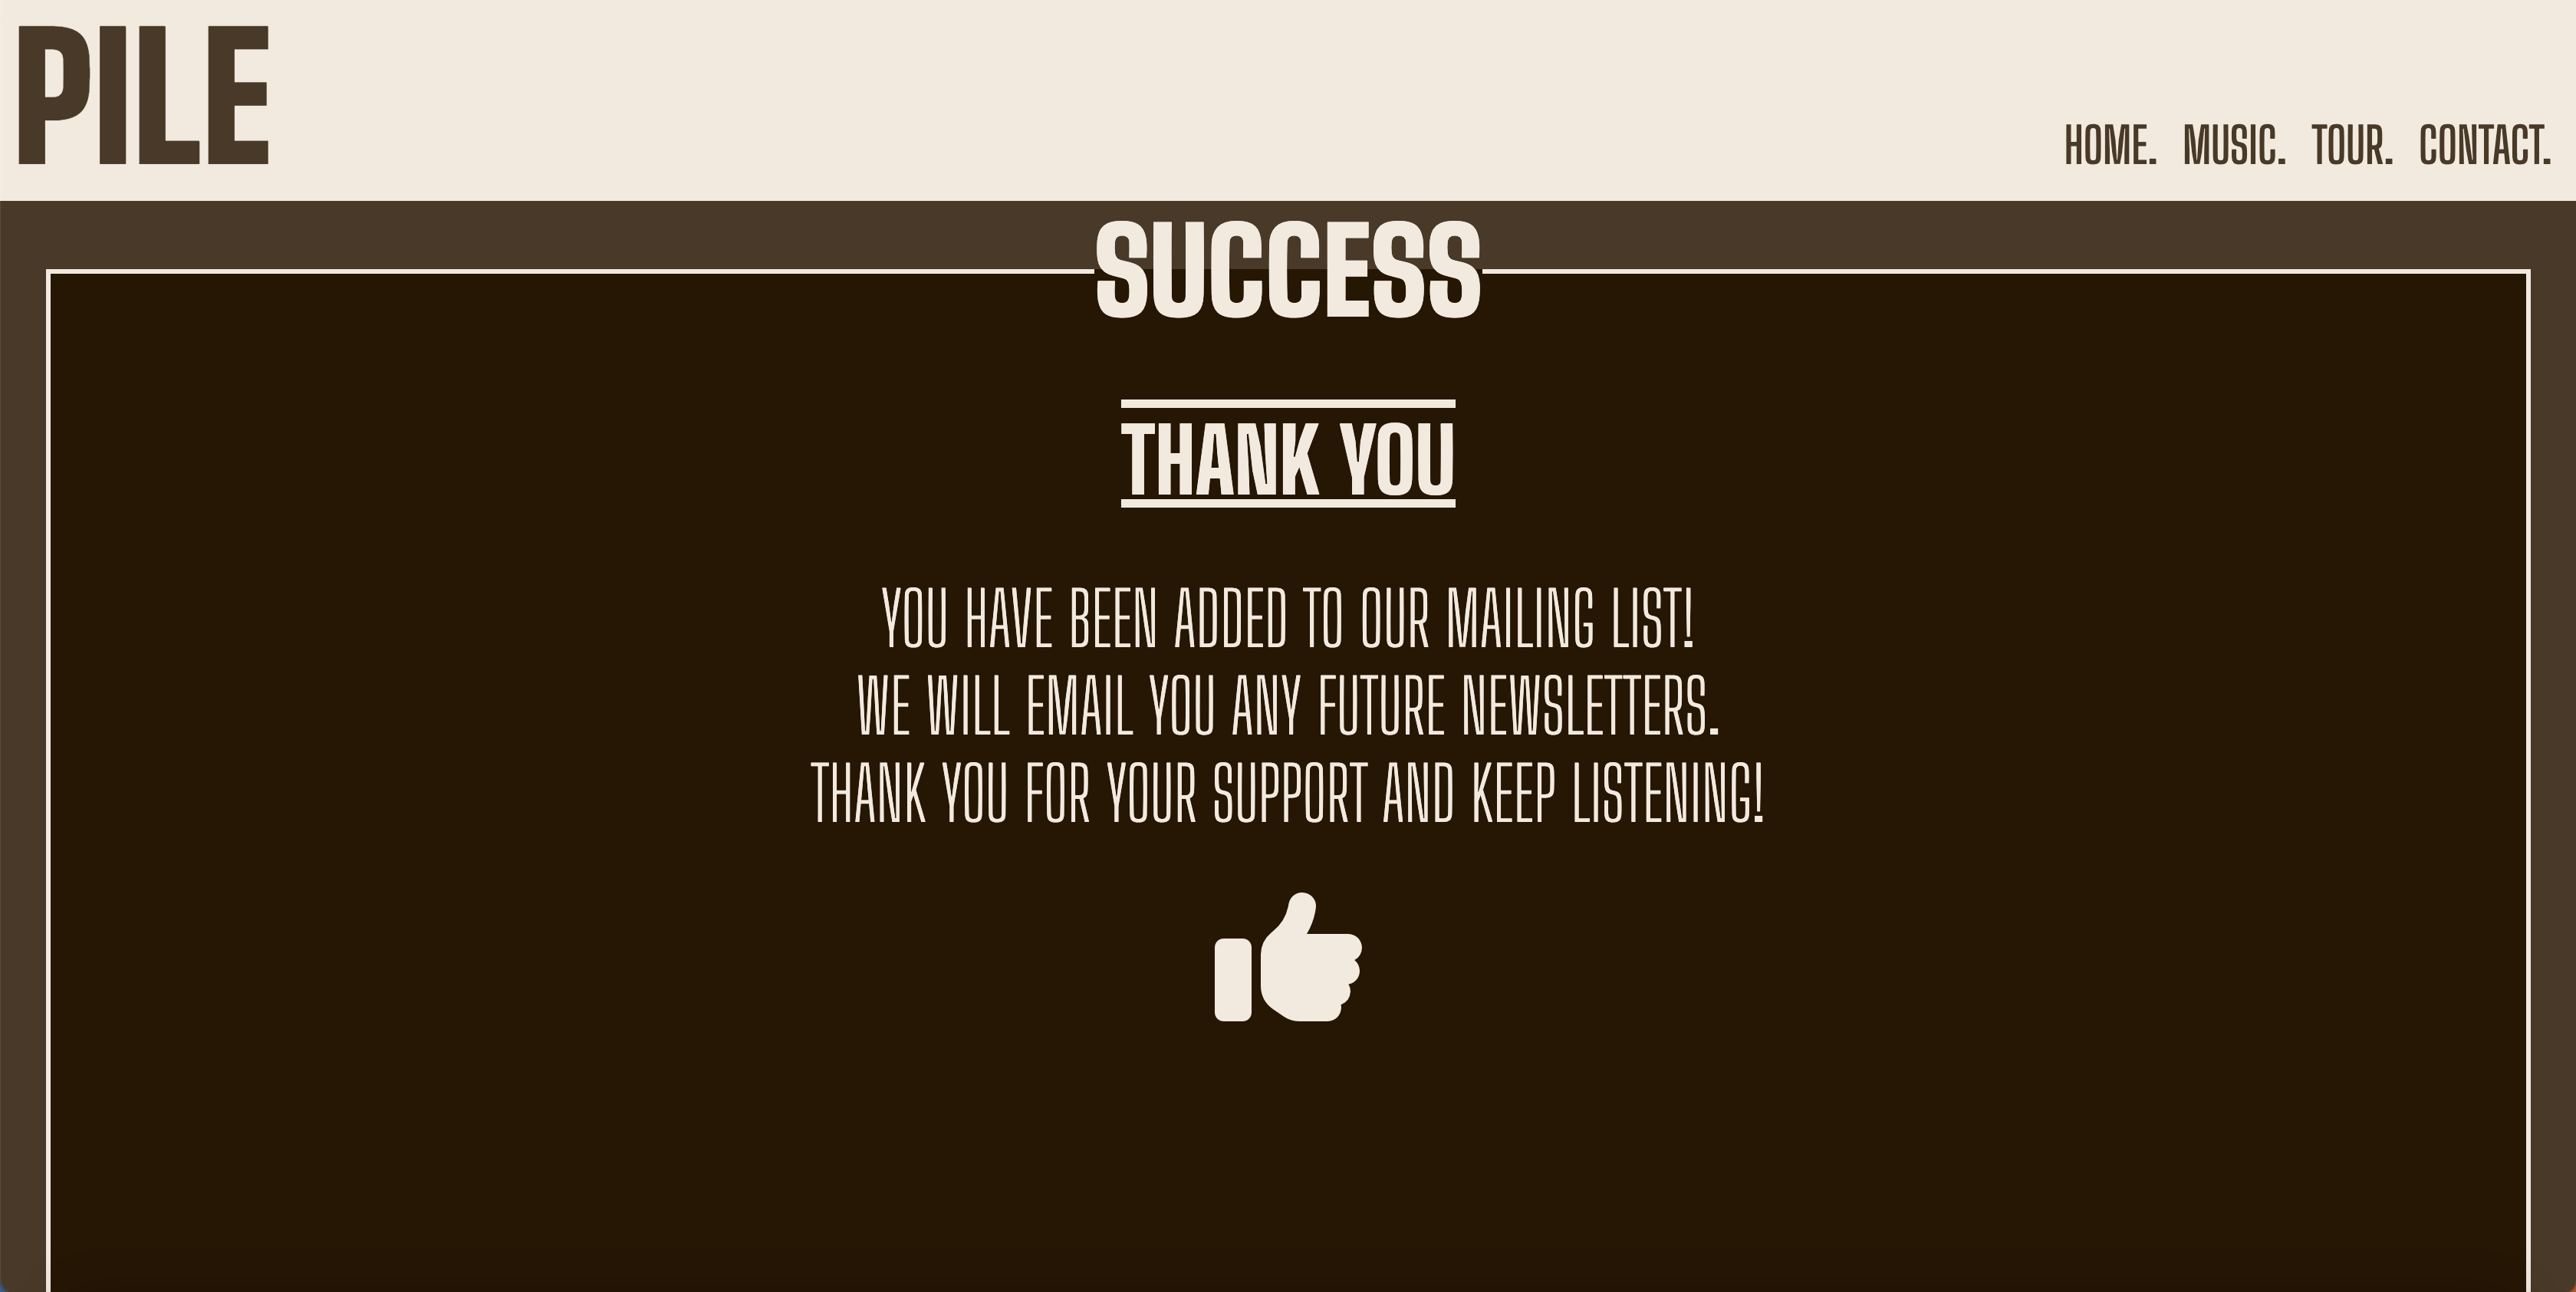 PILE
HOME. MUSIC. TOUR. CONTACT.
SUCCESS
THANK YOU
YOU HAVE BEEN ADDED TO OUR MAILING LIST!
WE WILL EMAIL YOU ANY FUTURE NEWSLETTERS.
THANK YOU FOR YOUR SUPPORT AND KEEP LISTENING!